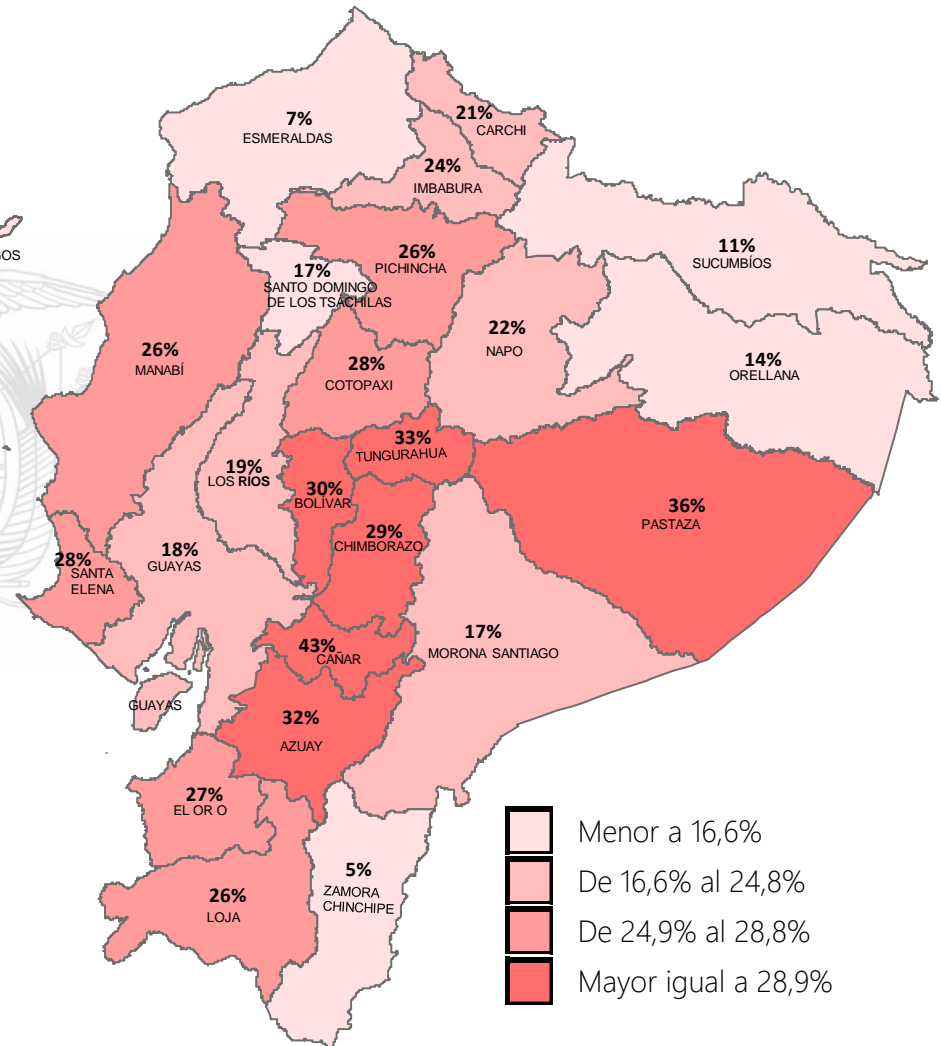 7%
ESMERALDAS
21%
CARCHI
24%
IMBABURA
GOS
11%
SUCUMBÍOS
26%
PICHINCHA
17%
SANTO DOMINGO
DE LOS TSÁCHILAS
22%
NAPO
14%
ORELLANA
26%
MANABÍ
28%
COTOPAXI
33%
TUNGURAHUA
19%
LOS RÍOS
30%
BOLÍVAR
36%
PASTAZA
29%
CHIMBORAZO
18%
GUAYAS
28%
SANTA
ELENA
17%
MORONA SANTIAGO
43%
CAÑAR
GUAYAS
32%
AZUAY
27%
EL OR O
5%
ZAMORA
CHINCHIPE
26%
LOJA
Menor a 16,6%
De 16,6% al 24,8%
De 24,9% al 28,8%
Mayor igual a 28,9%